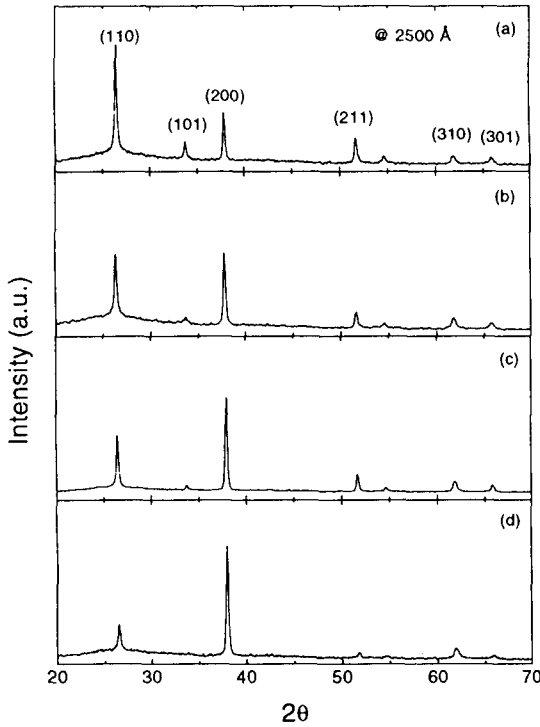 (110)
@ 2500 Å
(a)
(200)
(101)
(211)
(310)
(301)
(b)
(c)
(d)
Intensity (a.u.)
20 30 40 50 60 70
2θ